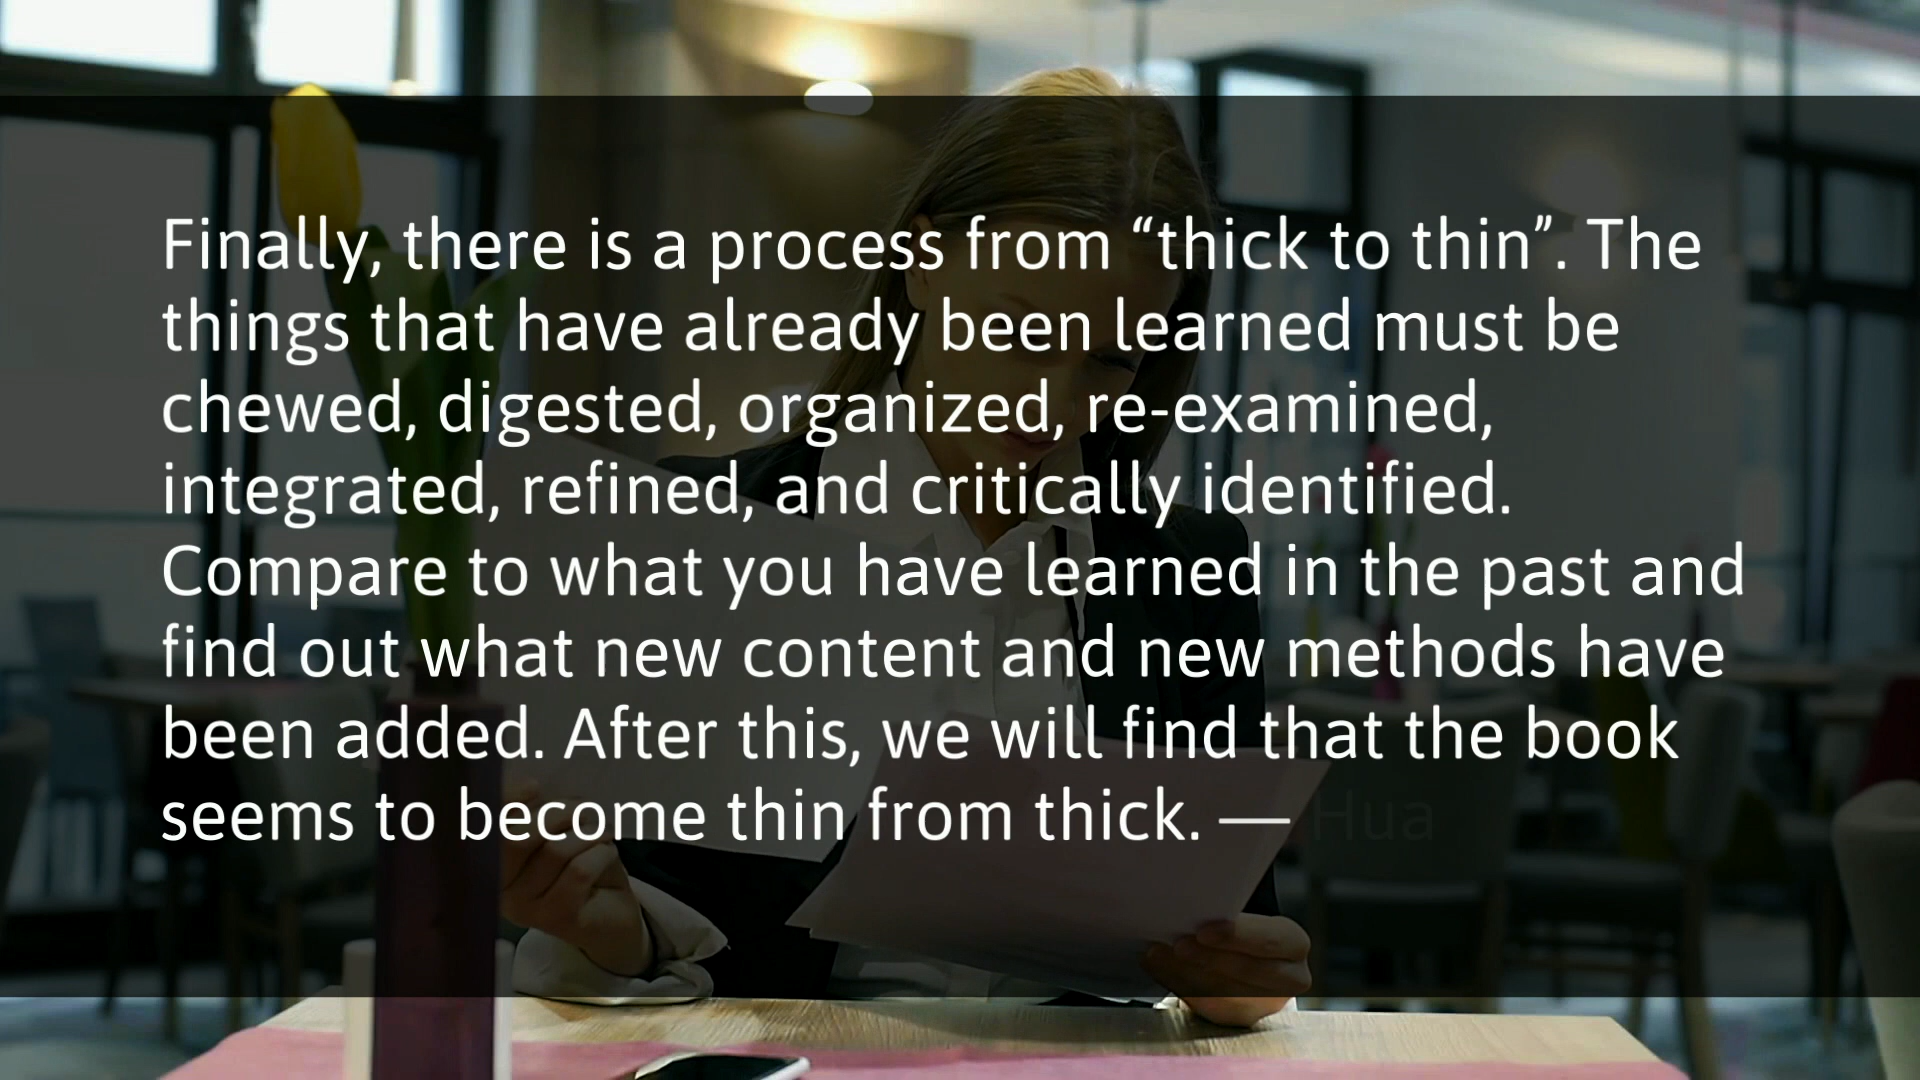 Finally, there is a process from “thick to thin”. The
things that have already been learned must be
chewed, digested, organized, re-examined,
integrated, refined, and critically identified.
Compare to what you have learned in the past and
find out what new content and new methods have
been added. After this, we will find that the book
seems to become thin from thick. — Hua